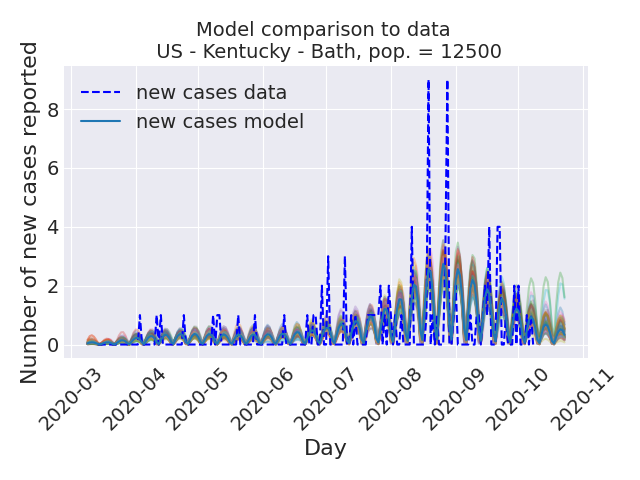 Model comparison to data
US - Kentucky - Bath, pop. = 12500
Number of new cases reported
new cases data
new cases model
8
6
4
2
0
2020-03
2020-04
2020-05
2020-06
2020-07
2020-08
2020-09
2020-10
2020-11
Day